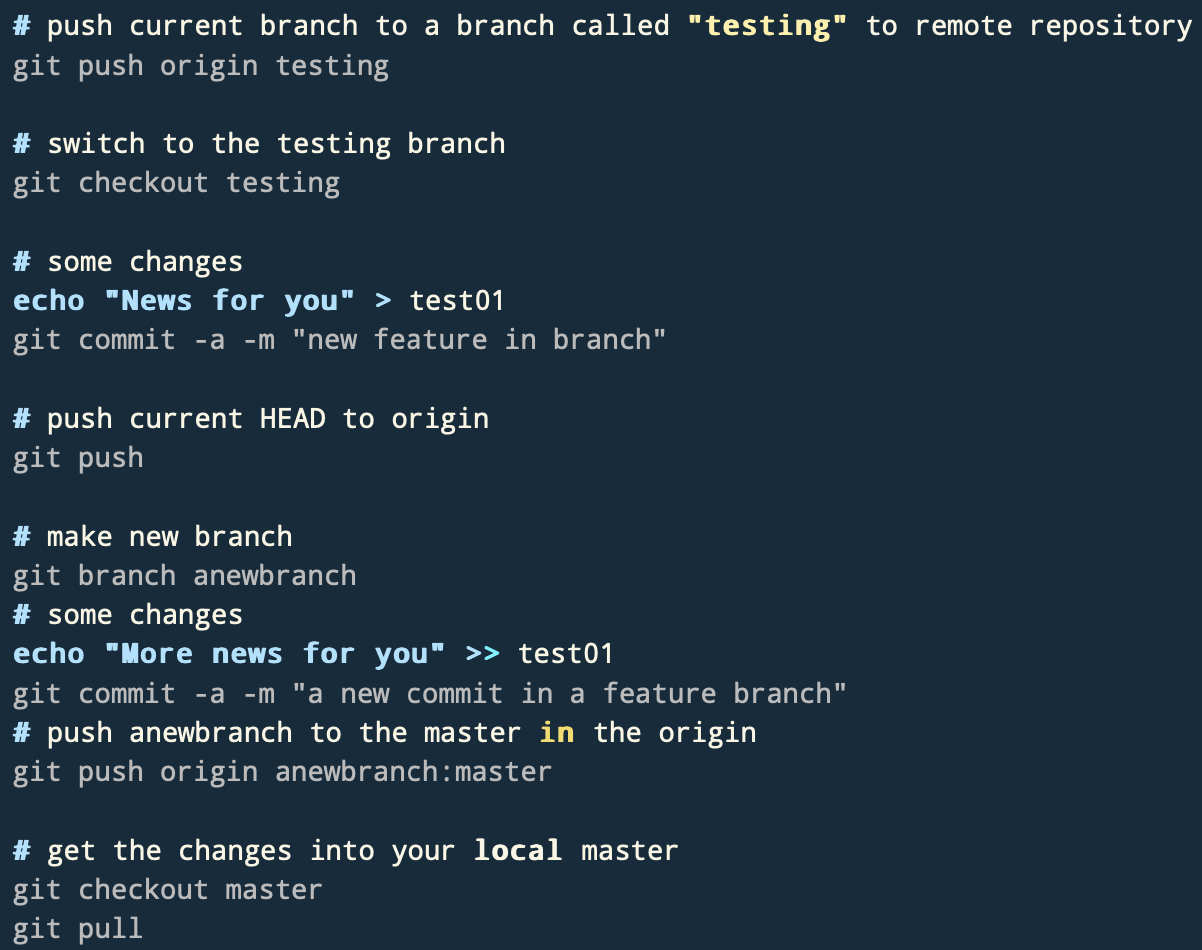 # push current branch to a branch called "testing" to remote repository
git push origin testing
# switch to the testing branch
git checkout testing
# some changes
echo "News for you" > test01
git commit -a -m "new feature in branch"
# push current HEAD to origin
git push
# make new branch
git branch anewbranch
# some changes
echo "More news for you" >> test01
git commit -a -m "a new commit in a feature branch"
# push anewbranch to the master in the origin
git push origin anewbranch:master
# get the changes into your local master
git checkout master
git pull